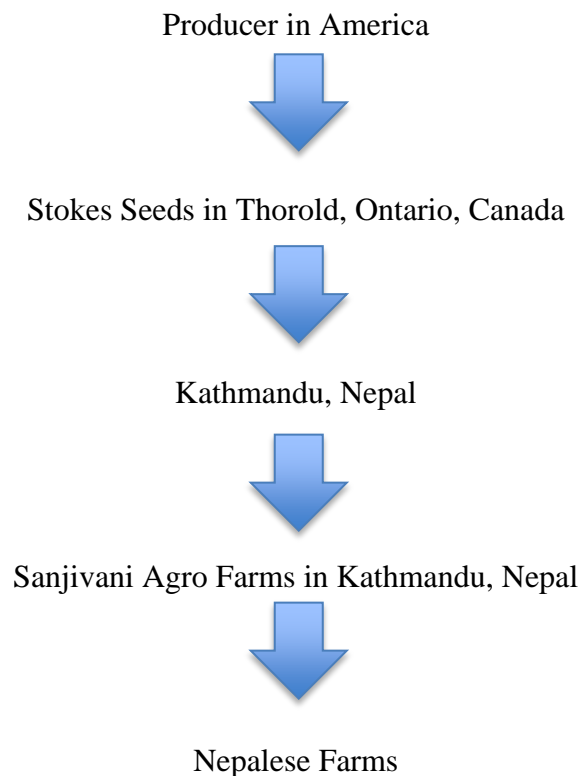 Producer in America
Stokes Seeds in Thorold, Ontario, Canada
Kathmandu, Nepal
Sanjivani Agro Farms in Kathmandu, Nepal
Nepalese Farms